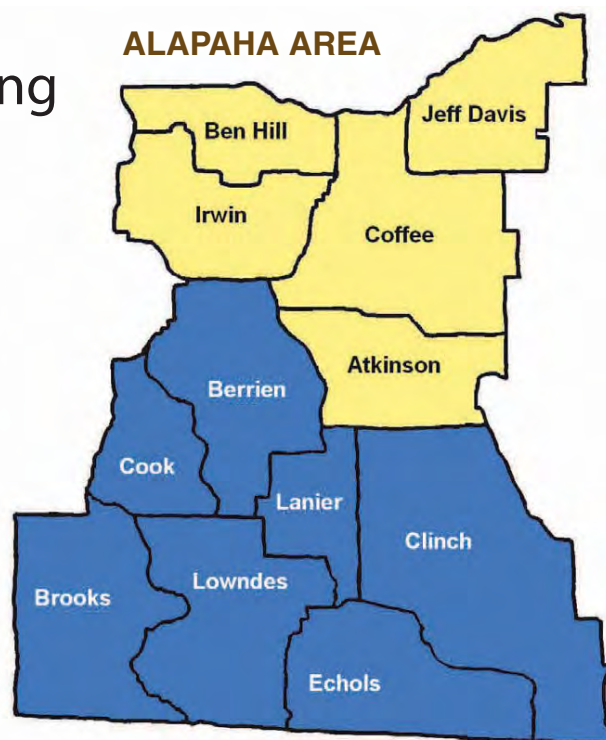 ALAPAHA AREA
ng
Jeff Davis
Ben Hill
Irwin
Coffee
Atkinson
Berrien
Cook
Lanier
Clinch
Lowndes
Brooks
Echols